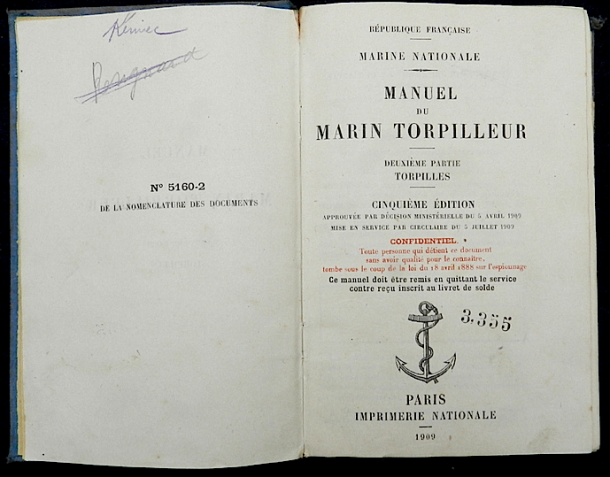 Kerinec
N° 5160-2
DE LA NOMENCLATURE DES DOCUMENTS
RÉPUBLIQUE FRANÇAISE
MARINE NATIONALE
MANUEL
DU
MARIN TORPILLEUR
DEUXIÈME PARTIE
TORPILLES
CINQUIÈME ÉDITION
APPROUVÉE PAR DÉCISION MINISTÉRIELLE DU 5 AVRIL 1909
MISE EN SERVICE PAR CIRCULAIRE DU 5 JUILLET 1909
CONFIDENTIEL.
Toute personne qui détient ce document
sans avoir qualité pour le connaître,
tombe sous le coup de la loi du 18 avril 1888 sur l'espionnage
Ce manuel doit être remis en quittant le service
contre reçu inscrit au livret de solde
3,355
PARIS
IMPRIMERIE NATIONALE
1909